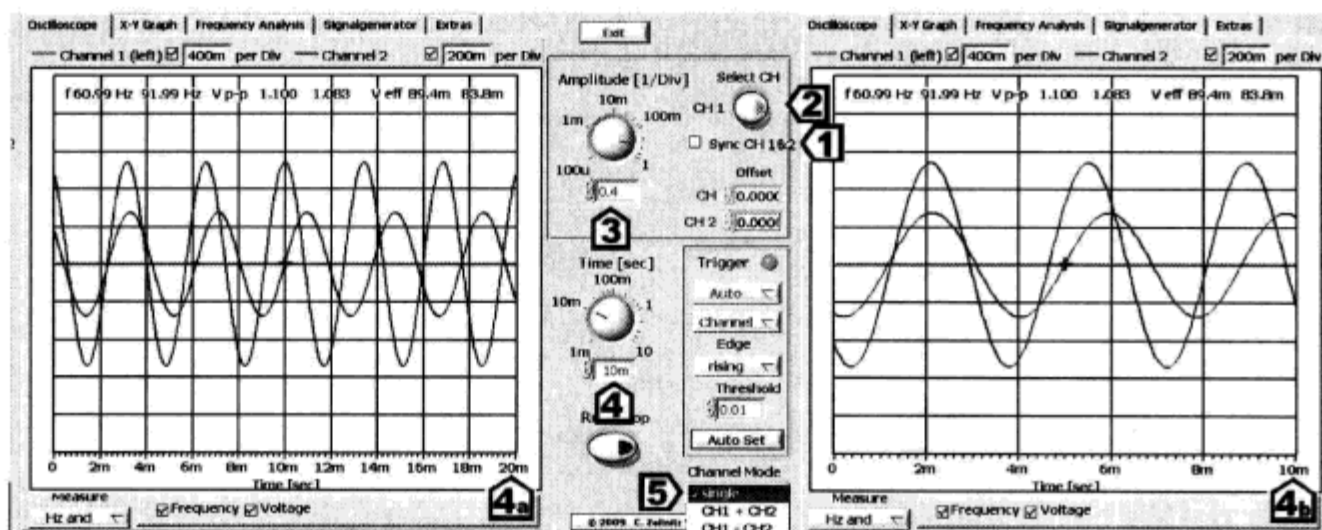 Oscilloscope X-Y Graph Frequency Analysis Signalgenerator Extras
Channel 1 (left) 400m per Div Channel 2 200m per Div
f 60.99 Hz 91.99 Hz V p-p 1.100 1.083 V eff 89.4m 83.8m
0 2m 4m 6m 8m 10m 12m 14m 16m 18m 20m
Time [sec]
4a
Measure
Hz and Frequency Voltage
Exit
Amplitude [1/Div]
10m
1m 100m
100u 1
0.4
3
Select CH
CH 1
2
Sync CH 1&2
1
Offset
CH 0.000
CH 2 0.000
Time [sec]
100m
10m 1
1m 10
10m
4
Trigger
Auto
Channel
Edge
rising
Threshold
0.01
Auto Set
Channel Mode
5
single
CH1 + CH2
CH1 - CH2
© 2009 C.
Oscilloscope X-Y Graph Frequency Analysis Signalgenerator Extras
Channel 1 (left) 400m per Div Channel 2 200m per Div
f 60.99 Hz 91.99 Hz V p-p 1.100 1.083 V eff 89.4m 83.8m
0 2m 4m 6m 8m 10m
Time [sec]
4b
Measure
Hz and Frequency Voltage